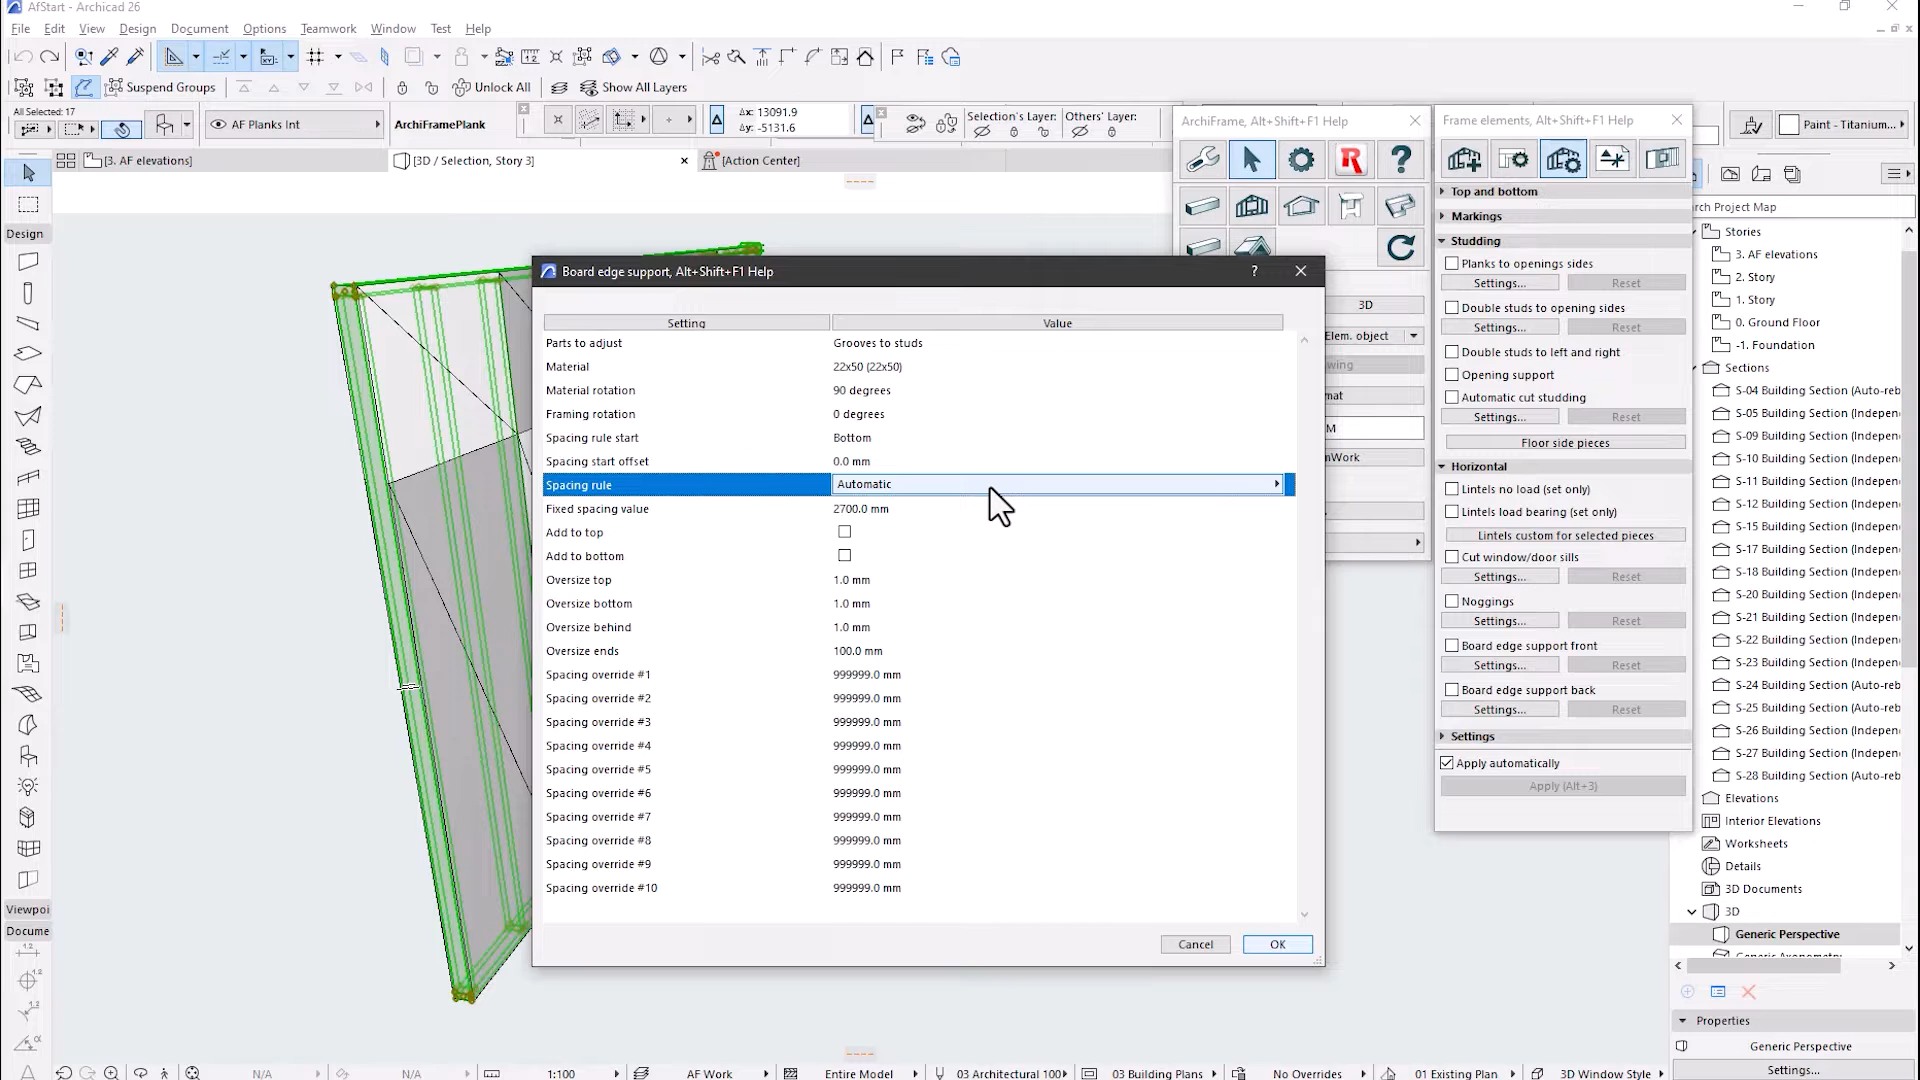 AfStart - Archicad 26
File Edit View Design Document Options Teamwork Window Test Help
Suspend Groups
Unlock All
Show All Layers
All Selected: 17
AF Planks Int
ArchiFramePlank
Δx: 13091.9
Δy: -5131.6
Selection's Layer:
Others' Layer:
Paint - Titanium...
[3. AF elevations]
[3D / Selection, Story 3]
[Action Center]
Design
Viewpoi
Docume
ArchiFrame, Alt+Shift+F1 Help
3D
Elem. object
Frame elements, Alt+Shift+F1 Help
Top and bottom
Markings
Studding
Planks to openings sides
Settings...
Reset
Double studs to opening sides
Settings...
Reset
Double studs to left and right
Opening support
Automatic cut studding
Settings...
Reset
Floor side pieces
Horizontal
Lintels no load (set only)
Lintels load bearing (set only)
Lintels custom for selected pieces
Cut window/door sills
Settings...
Reset
Noggings
Settings...
Reset
Board edge support front
Settings...
Reset
Board edge support back
Settings...
Reset
Settings
Apply automatically
Apply (Alt+3)
Board edge support, Alt+Shift+F1 Help
?
Setting Value
Parts to adjust Grooves to studs
Material 22x50 (22x50)
Material rotation 90 degrees
Framing rotation 0 degrees
Spacing rule start Bottom
Spacing start offset 0.0 mm
Spacing rule Automatic
Fixed spacing value 2700.0 mm
Add to top
Add to bottom
Oversize top 1.0 mm
Oversize bottom 1.0 mm
Oversize behind 1.0 mm
Oversize ends 100.0 mm
Spacing override #1 999999.0 mm
Spacing override #2 999999.0 mm
Spacing override #3 999999.0 mm
Spacing override #4 999999.0 mm
Spacing override #5 999999.0 mm
Spacing override #6 999999.0 mm
Spacing override #7 999999.0 mm
Spacing override #8 999999.0 mm
Spacing override #9 999999.0 mm
Spacing override #10 999999.0 mm
Cancel
OK
rch Project Map
Stories
3. AF elevations
2. Story
1. Story
0. Ground Floor
-1. Foundation
Sections
S-04 Building Section (Auto-reb
S-05 Building Section (Indepen
S-09 Building Section (Indepen
S-10 Building Section (Indepen
S-11 Building Section (Indepen
S-12 Building Section (Indepen
S-15 Building Section (Indepen
S-17 Building Section (Indepen
S-18 Building Section (Indepen
S-20 Building Section (Indepen
S-21 Building Section (Indepen
S-22 Building Section (Indepen
S-23 Building Section (Indepen
S-24 Building Section (Auto-reb
S-25 Building Section (Auto-reb
S-26 Building Section (Indepen
S-27 Building Section (Indepen
S-28 Building Section (Auto-reb
Elevations
Interior Elevations
Worksheets
Details
3D Documents
3D
Generic Perspective
Generic Axonometry
Properties
Generic Perspective
Settings...
N/A
N/A
1:100
AF Work
Entire Model
03 Architectural 100
03 Building Plans
No Overrides
01 Existing Plan
3D Window Style